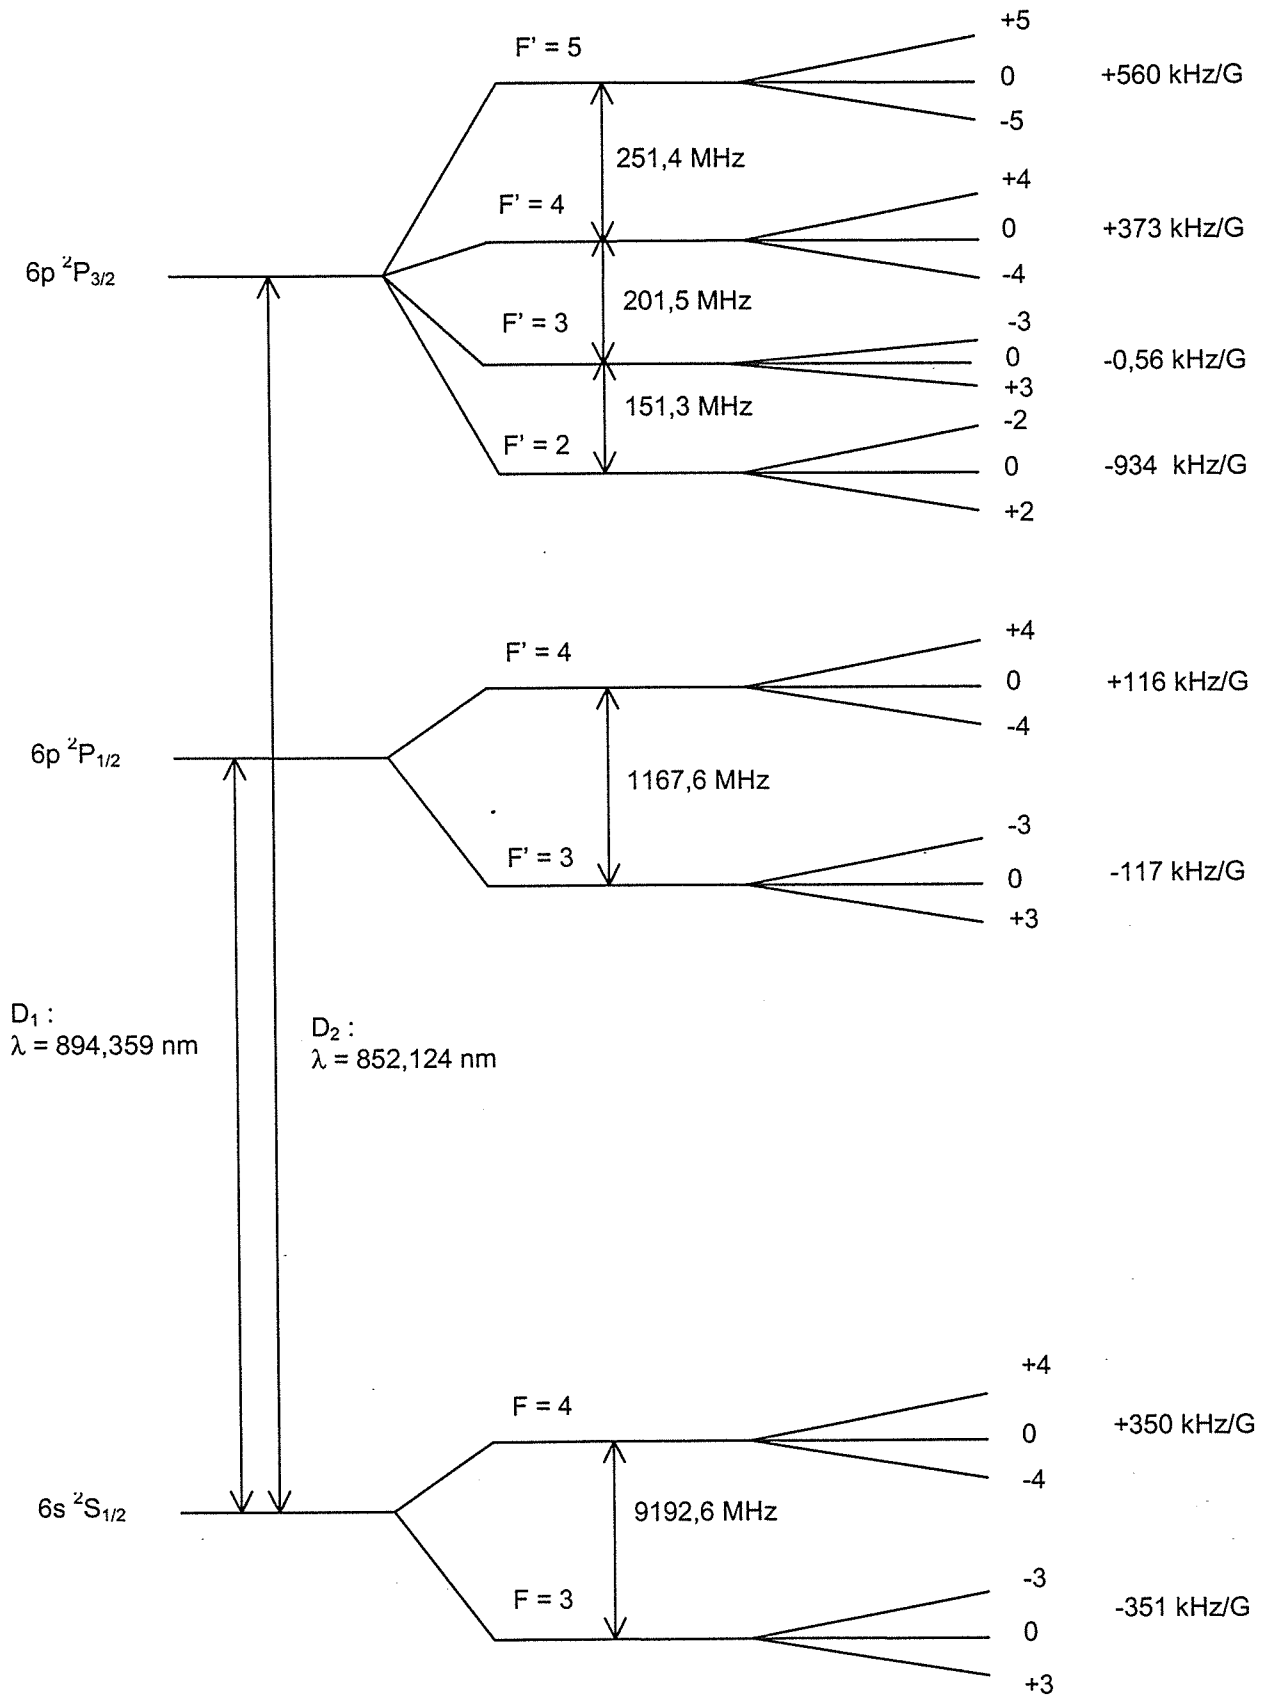 +5
F' = 5
0 +560 kHz/G
-5
251,4 MHz
+4
F' = 4
0 +373 kHz/G
6p ²P3/2
-4
201,5 MHz
-3
F' = 3
0 -0,56 kHz/G
+3
151,3 MHz
-2
F' = 2
0 -934 kHz/G
+2
+4
F' = 4
0 +116 kHz/G
-4
6p ²P1/2
1167,6 MHz
-3
F' = 3
0 -117 kHz/G
+3
D1 :
λ = 894,359 nm
D2 :
λ = 852,124 nm
+4
F = 4
0 +350 kHz/G
-4
6s ²S1/2
9192,6 MHz
-3
F = 3
-351 kHz/G
0
+3